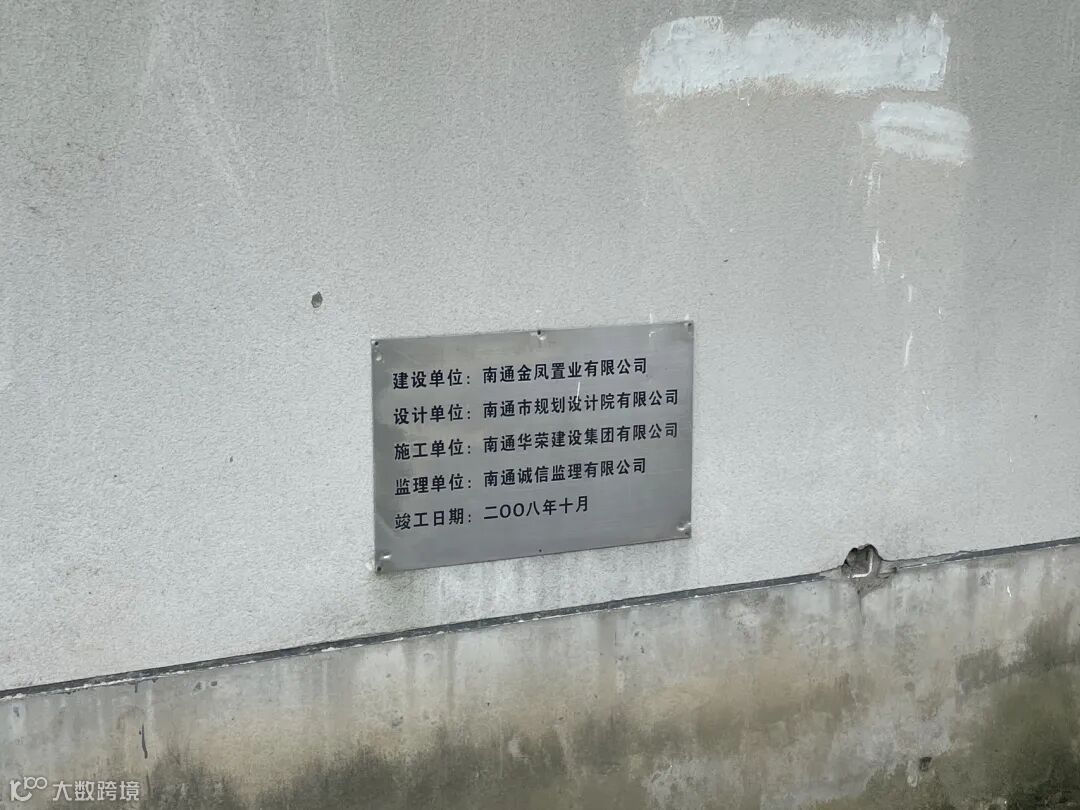 建设单位：南通金凤置业有限公司
设计单位：南通市规划设计院有限公司
施工单位：南通华荣建设集团有限公司
监理单位：南通诚信监理有限公司
竣工日期：二OO八年十月
大数跨境